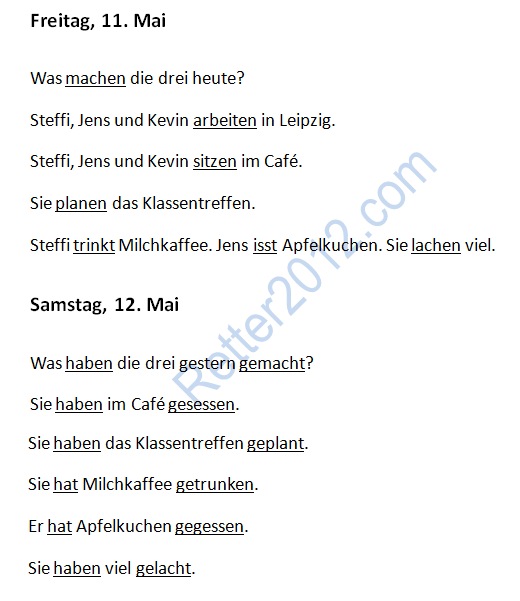 Freitag, 11. Mai
Was machen die drei heute?
Steffi, Jens und Kevin arbeiten in Leipzig.
Steffi, Jens und Kevin sitzen im Café.
Sie planen das Klassentreffen.
Steffi trinkt Milchkaffee. Jens isst Apfelkuchen. Sie lachen viel.
Samstag, 12. Mai
Was haben die drei gestern gemacht?
Sie haben im Café gesessen.
Sie haben das Klassentreffen geplant.
Sie hat Milchkaffee getrunken.
Er hat Apfelkuchen gegessen.
Sie haben viel gelacht.
Retter2012.com